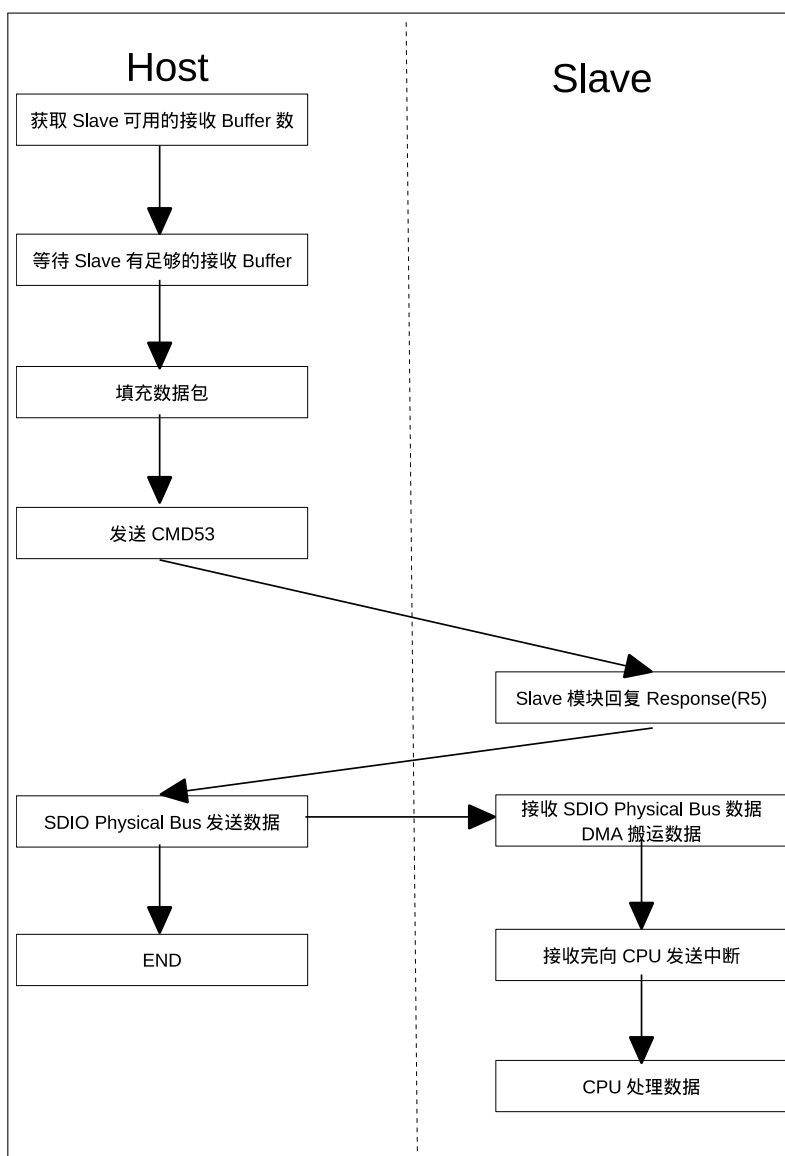 Host
Slave
获取 Slave 可用的接收 Buffer 数
等待 Slave 有足够的接收 Buffer
填充数据包
发送 CMD53
Slave 模块回复 Response(R5)
SDIO Physical Bus 发送数据
接收 SDIO Physical Bus 数据
DMA 搬运数据
END
接收完向 CPU 发送中断
CPU 处理数据